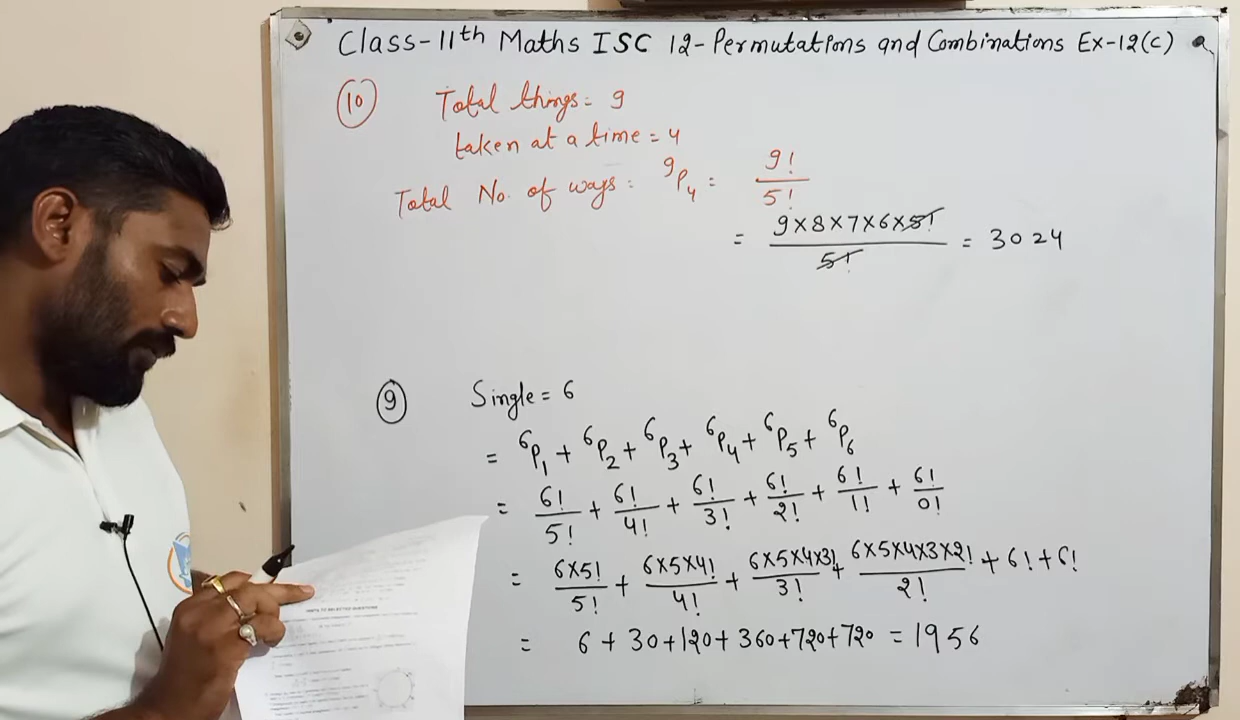 Class-11th Maths ISC 12-Permutations and Combinations Ex-12(c)
10 Total things = 9
taken at a time = 4
Total No. of ways = ⁹P₄ = 9!/5!
= 9×8×7×6×5!/5! = 3024
9 Single = 6
= ⁶P₁ + ⁶P₂ + ⁶P₃ + ⁶P₄ + ⁶P₅ + ⁶P₆
= 6!/5! + 6!/4! + 6!/3! + 6!/2! + 6!/1! + 6!/0!
= 6×5!/5! + 6×5×4!/4! + 6×5×4×3!/3! + 6×5×4×3×2!/2! + 6! + 6!
= 6 + 30 + 120 + 360 + 720 + 720 = 1956
HINTS TO SELECTED QUESTIONS